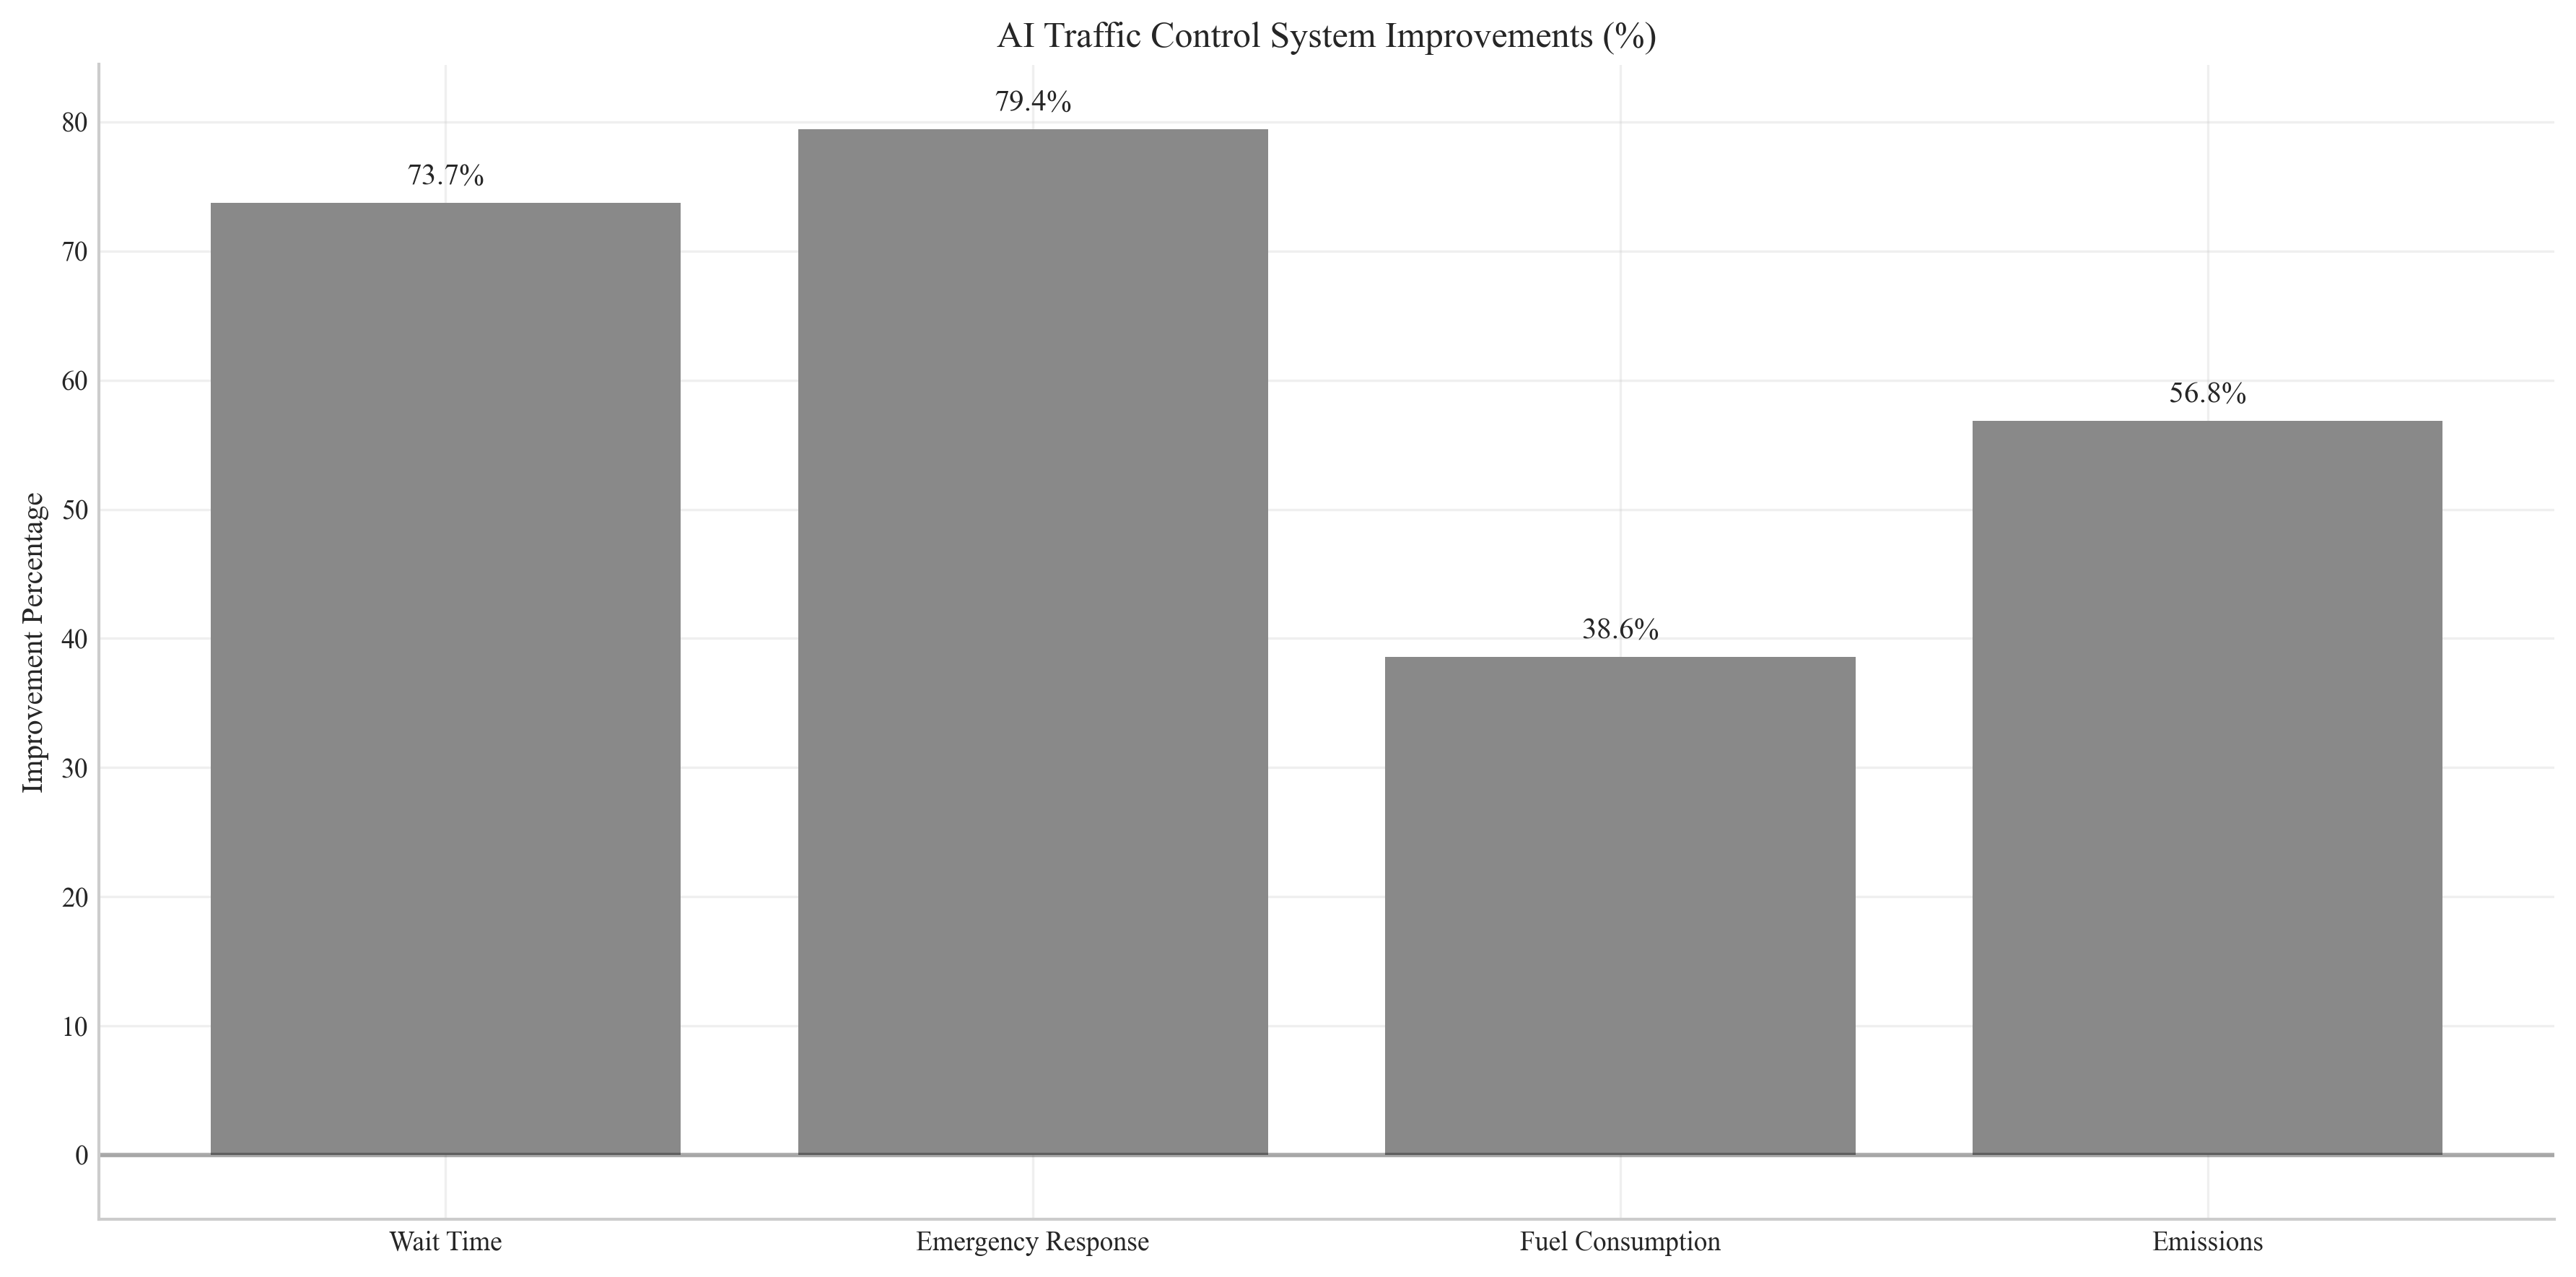 AI Traffic Control System Improvements (%)
79.4%
80
73.7%
70
60
56.8%
50
Improvement Percentage
40
38.6%
30
20
10
0
Wait Time
Emergency Response
Fuel Consumption
Emissions